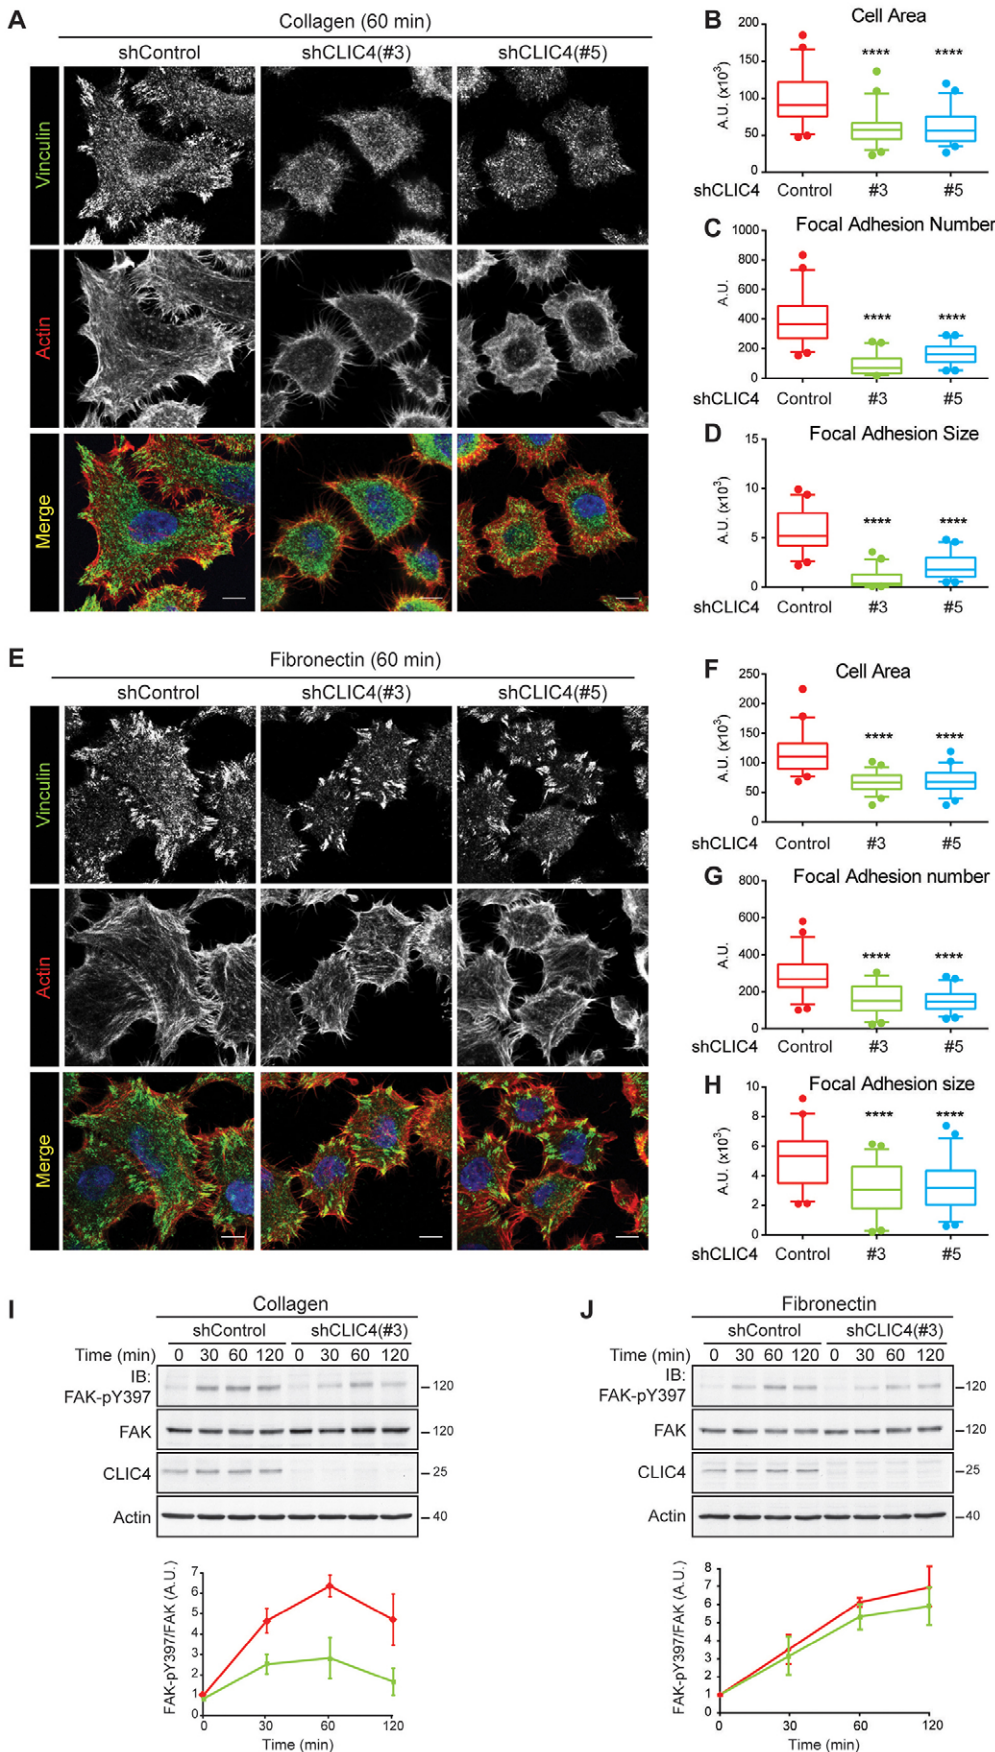 A
Collagen (60 min)
shControl shCLIC4(#3) shCLIC4(#5)
Vinculin
Actin
Merge
B
Cell Area
A.U. (x10³)
200
150
100
50
0
****
****
shCLIC4 Control #3 #5
C
Focal Adhesion Number
A.U.
1000
800
600
400
200
0
****
****
shCLIC4 Control #3 #5
D
Focal Adhesion Size
A.U. (x10³)
15
10
5
0
****
****
shCLIC4 Control #3 #5
E
Fibronectin (60 min)
shControl shCLIC4(#3) shCLIC4(#5)
Vinculin
Actin
Merge
F
Cell Area
A.U. (x10³)
250
200
150
100
50
0
****
****
shCLIC4 Control #3 #5
G
Focal Adhesion number
A.U.
800
600
400
200
0
****
****
shCLIC4 Control #3 #5
H
Focal Adhesion size
A.U. (x10³)
10
8
6
4
2
0
****
****
shCLIC4 Control #3 #5
I
Collagen
shControl shCLIC4(#3)
Time (min) 0 30 60 120 0 30 60 120
IB:
FAK-pY397 –120
FAK –120
CLIC4 –25
Actin –40
FAK-pY397/FAK (A.U.)
7
6
5
4
3
2
1
0
0 30 60 120
Time (min)
J
Fibronectin
shControl shCLIC4(#3)
Time (min) 0 30 60 120 0 30 60 120
IB:
FAK-pY397 –120
FAK –120
CLIC4 –25
Actin –40
FAK-pY397/FAK (A.U.)
8
7
6
5
4
3
2
1
0
0 30 60 120
Time (min)